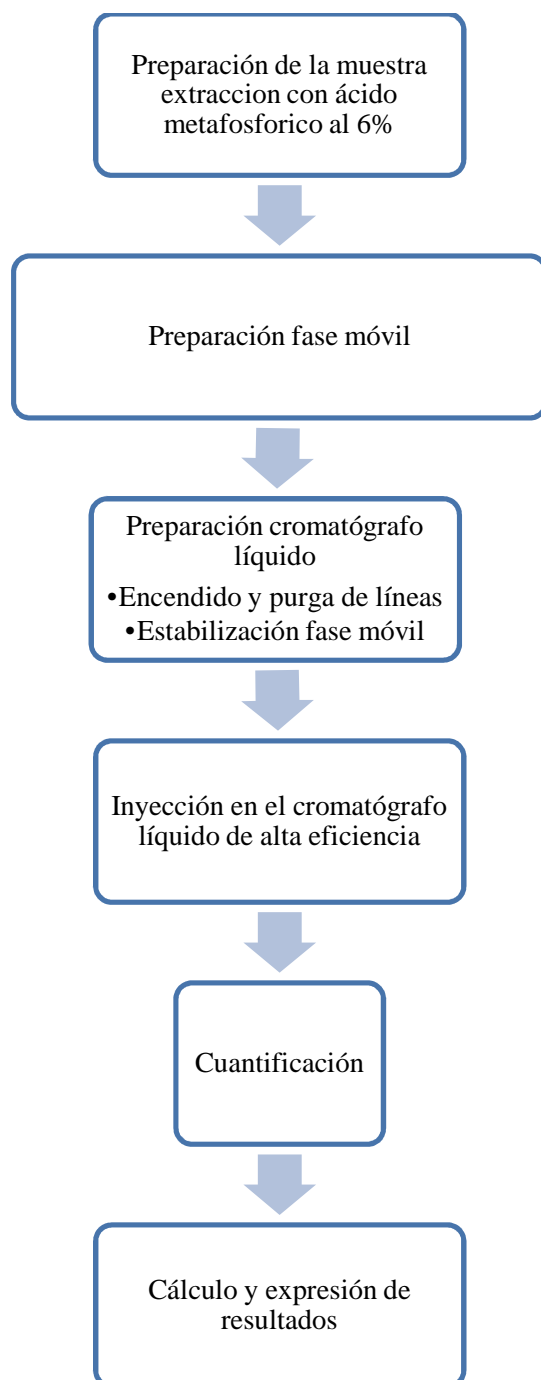 Preparación de la muestra
extraccion con ácido
metafosforico al 6%
Preparación fase móvil
Preparación cromatógrafo
líquido
•Encendido y purga de líneas
•Estabilización fase móvil
Inyección en el cromatógrafo
líquido de alta eficiencia
Cuantificación
Cálculo y expresión de
resultados